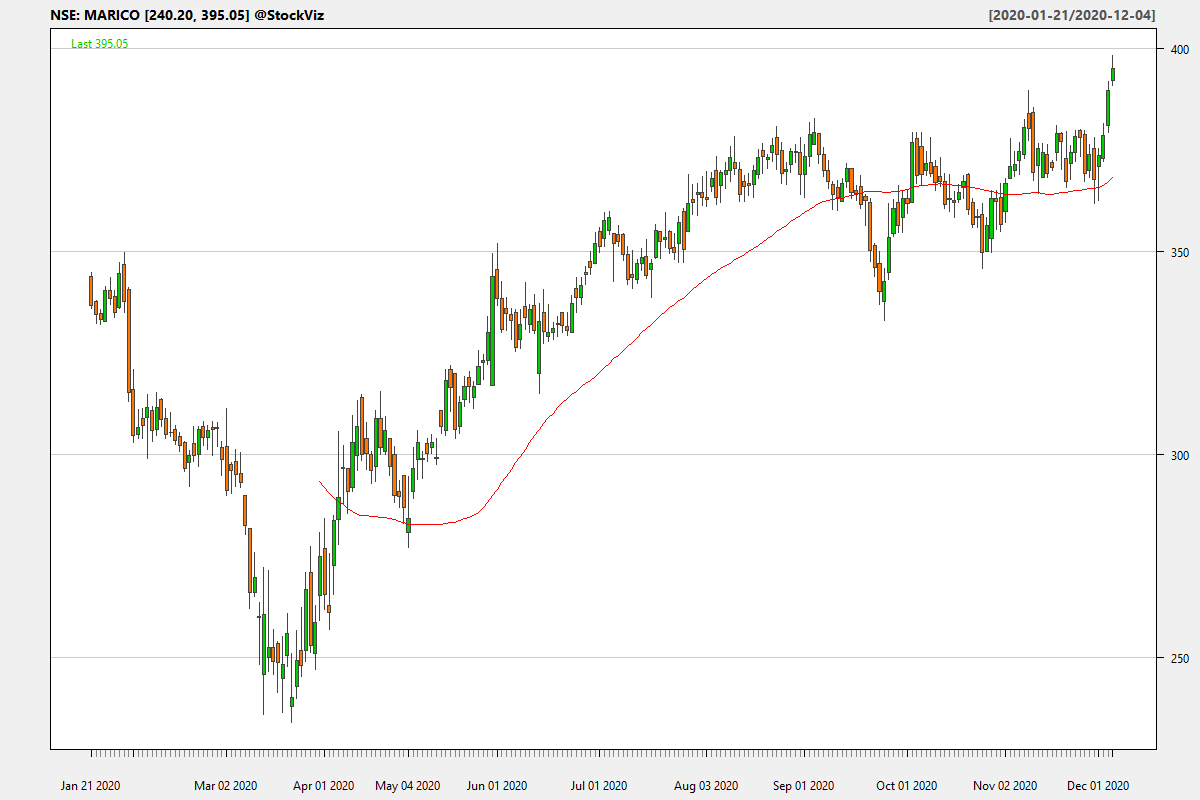 NSE: MARICO [240.20, 395.05] @StockViz [2020-01-21/2020-12-04]
Last 395.05
400
350
300
250
Jan 21 2020 Mar 02 2020 Apr 01 2020 May 04 2020 Jun 01 2020 Jul 01 2020 Aug 03 2020 Sep 01 2020 Oct 01 2020 Nov 02 2020 Dec 01 2020